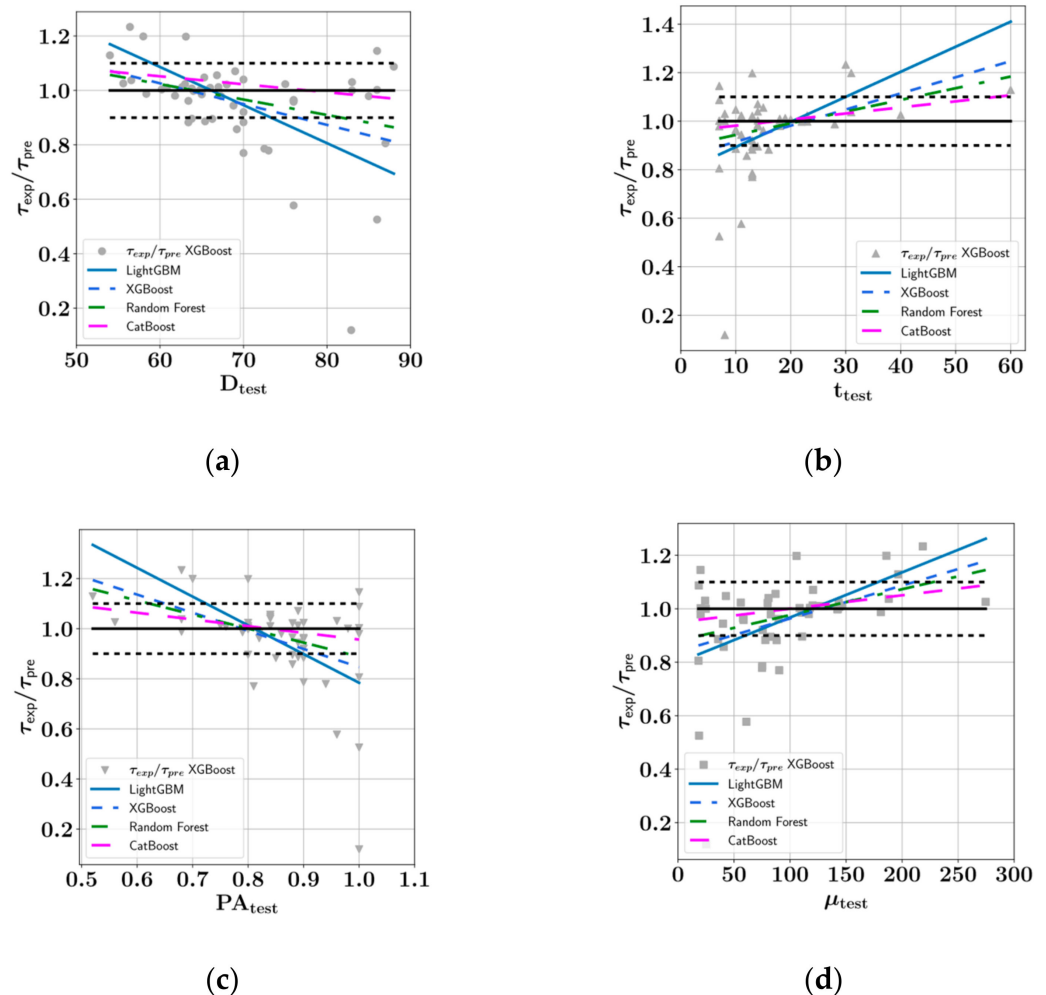 1.2
1.0
0.8
0.6
0.4
0.2
τexp/τpre
τexp/τpre XGBoost
LightGBM
XGBoost
Random Forest
CatBoost
50 60 70 80 90
Dtest
(a)
1.4
1.2
1.0
0.8
0.6
0.4
0.2
τexp/τpre
τexp/τpre XGBoost
LightGBM
XGBoost
Random Forest
CatBoost
0 10 20 30 40 50 60
ttest
(b)
1.2
1.0
0.8
0.6
0.4
0.2
τexp/τpre
τexp/τpre XGBoost
LightGBM
XGBoost
Random Forest
CatBoost
0.5 0.6 0.7 0.8 0.9 1.0 1.1
PAtest
(c)
1.2
1.0
0.8
0.6
0.4
0.2
τexp/τpre
τexp/τpre XGBoost
LightGBM
XGBoost
Random Forest
CatBoost
0 50 100 150 200 250 300
μtest
(d)